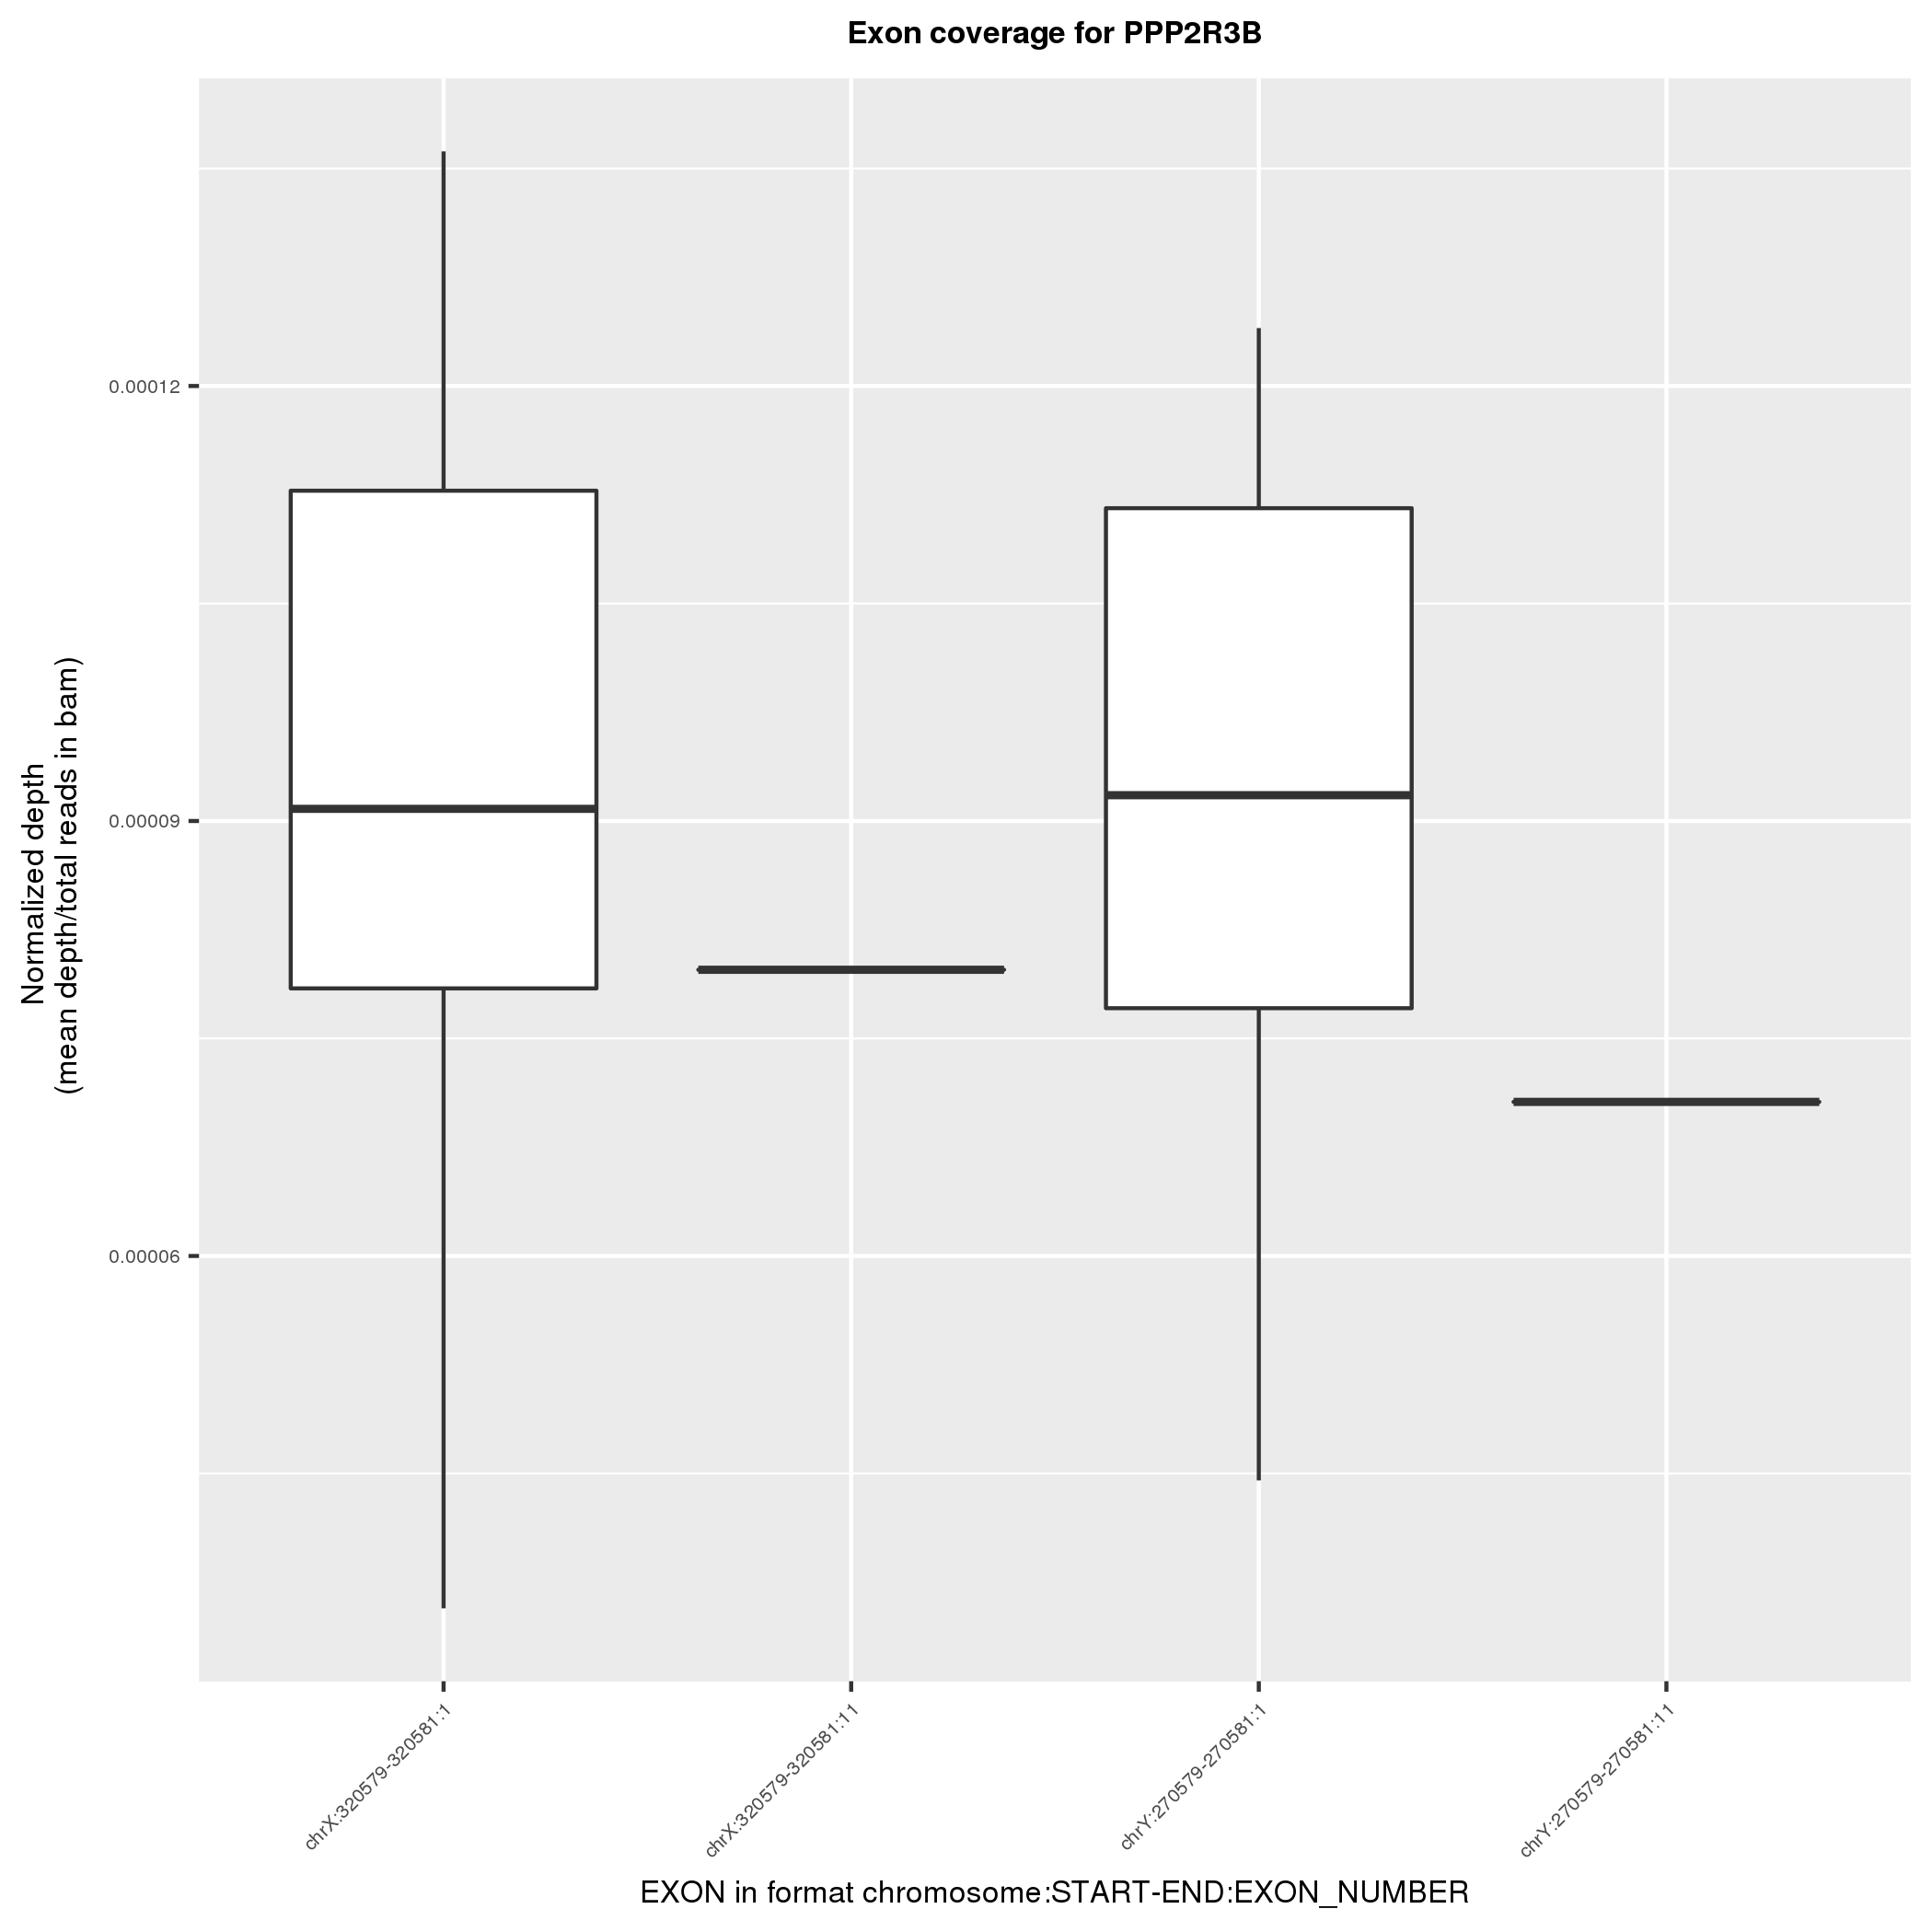 Exon coverage for PPP2R3B
Normalized depth
(mean depth/total reads in bam)
0.00012
0.00009
0.00006
chrX:320579-320581:1
chrX:320579-320581:11
chrY:270579-270581:1
chrY:270579-270581:11
EXON in format chromosome:START-END:EXON_NUMBER